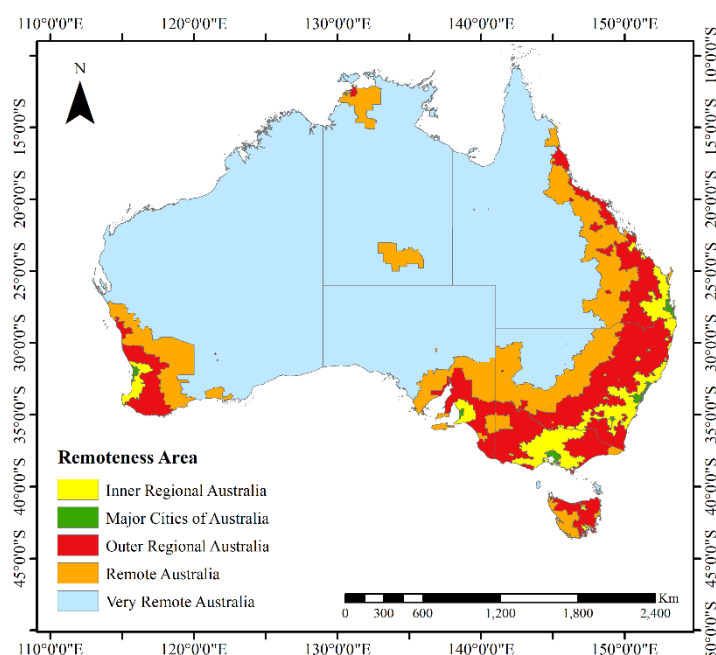 110°0'0"E 120°0'0"E 130°0'0"E 140°0'0"E 150°0'0"E
10°0'0"S
15°0'0"S
20°0'0"S
25°0'0"S
30°0'0"S
35°0'0"S
40°0'0"S
45°0'0"S
10°0'0"S
15°0'0"S
20°0'0"S
25°0'0"S
30°0'0"S
35°0'0"S
40°0'0"S
45°0'0"S
50°0'0"S
N
Remoteness Area
Inner Regional Australia
Major Cities of Australia
Outer Regional Australia
Remote Australia
Very Remote Australia
Km
0 300 600 1,200 1,800 2,400
110°0'0"E 120°0'0"E 130°0'0"E 140°0'0"E 150°0'0"E